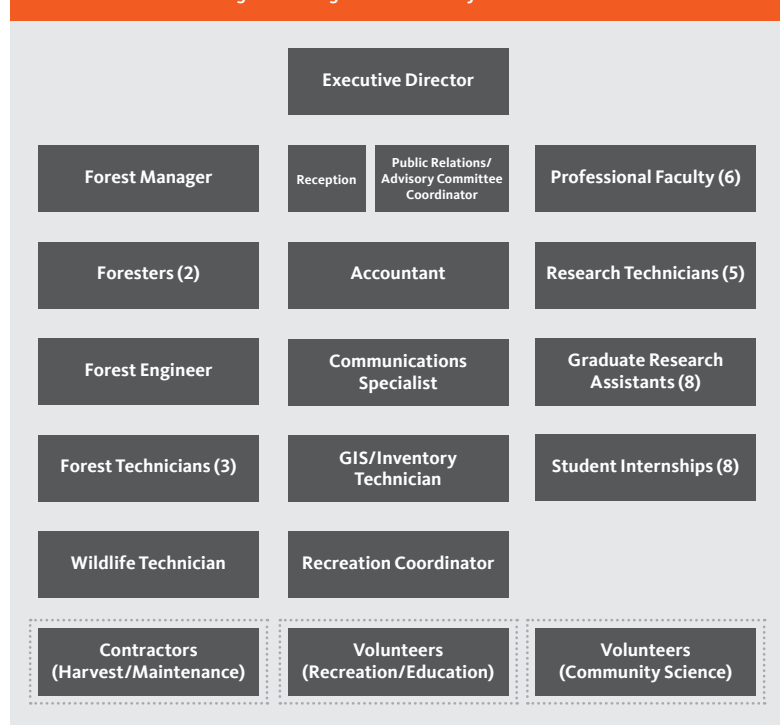 Executive Director
Forest Manager
Reception
Public Relations/
Advisory Committee
Coordinator
Professional Faculty (6)
Foresters (2)
Accountant
Research Technicians (5)
Forest Engineer
Communications
Specialist
Graduate Research
Assistants (8)
Forest Technicians (3)
GIS/Inventory
Technician
Student Internships (8)
Wildlife Technician
Recreation Coordinator
Contractors
(Harvest/Maintenance)
Volunteers
(Recreation/Education)
Volunteers
(Community Science)